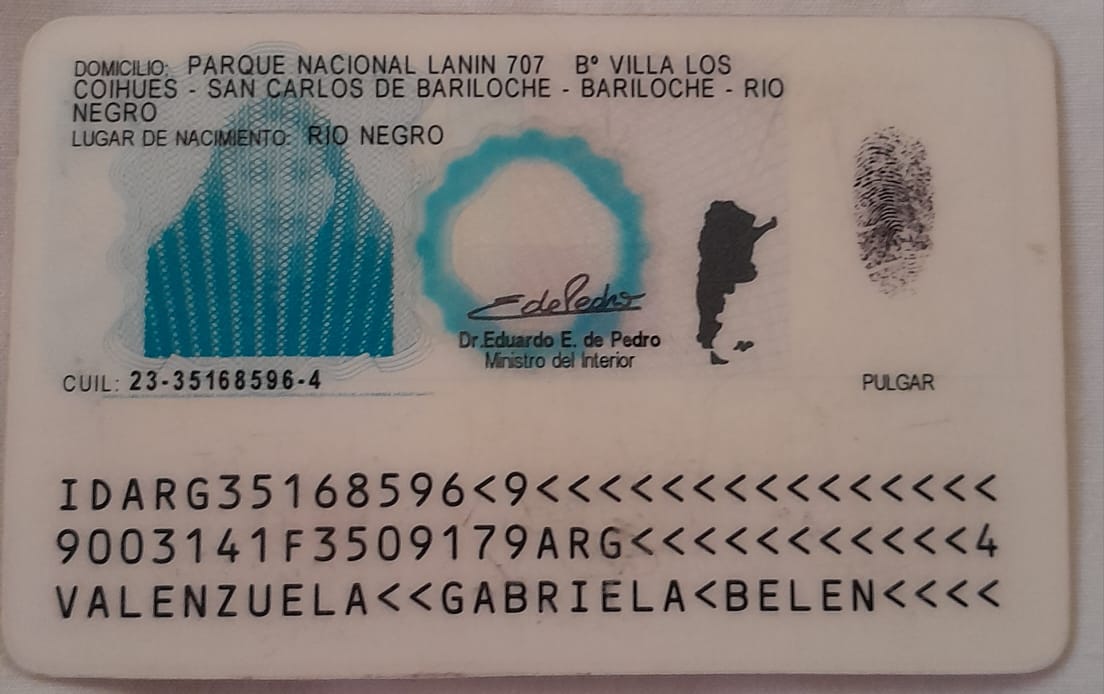 DOMICILIO: PARQUE NACIONAL LANIN 707 Bº VILLA LOS
COIHUES - SAN CARLOS DE BARILOCHE - BARILOCHE - RIO
NEGRO
LUGAR DE NACIMIENTO: RIO NEGRO
EdePedro
Dr.Eduardo E. de Pedro
Ministro del Interior
CUIL: 23-35168596-4
PULGAR
IDARG35168596<9<<<<<<<<<<<<<<<
9003141F3509179ARG<<<<<<<<<<<4
VALENZUELA<<GABRIELA<BELEN<<<<